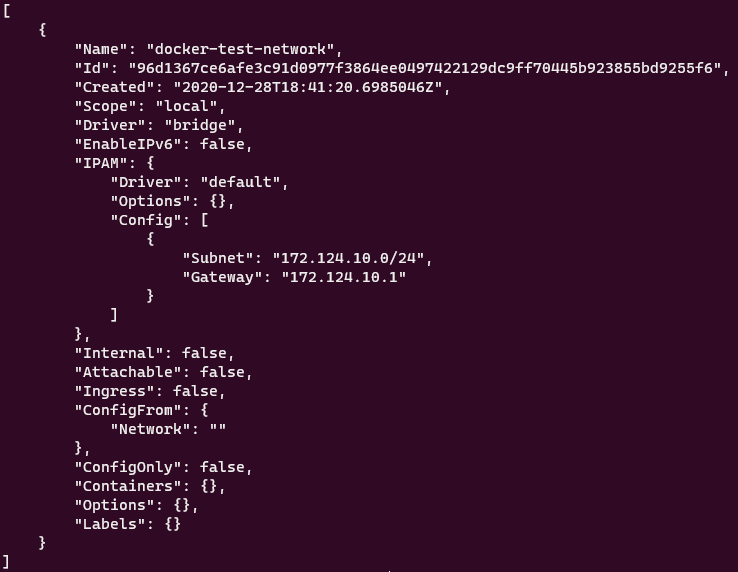 [
    {
        "Name": "docker-test-network",
        "Id": "96d1367ce6afe3c91d0977f3864ee0497422129dc9ff70445b923855bd9255f6",
        "Created": "2020-12-28T18:41:20.6985046Z",
        "Scope": "local",
        "Driver": "bridge",
        "EnableIPv6": false,
        "IPAM": {
            "Driver": "default",
            "Options": {},
            "Config": [
                {
                    "Subnet": "172.124.10.0/24",
                    "Gateway": "172.124.10.1"
                }
            ]
        },
        "Internal": false,
        "Attachable": false,
        "Ingress": false,
        "ConfigFrom": {
            "Network": ""
        },
        "ConfigOnly": false,
        "Containers": {},
        "Options": {},
        "Labels": {}
    }
]